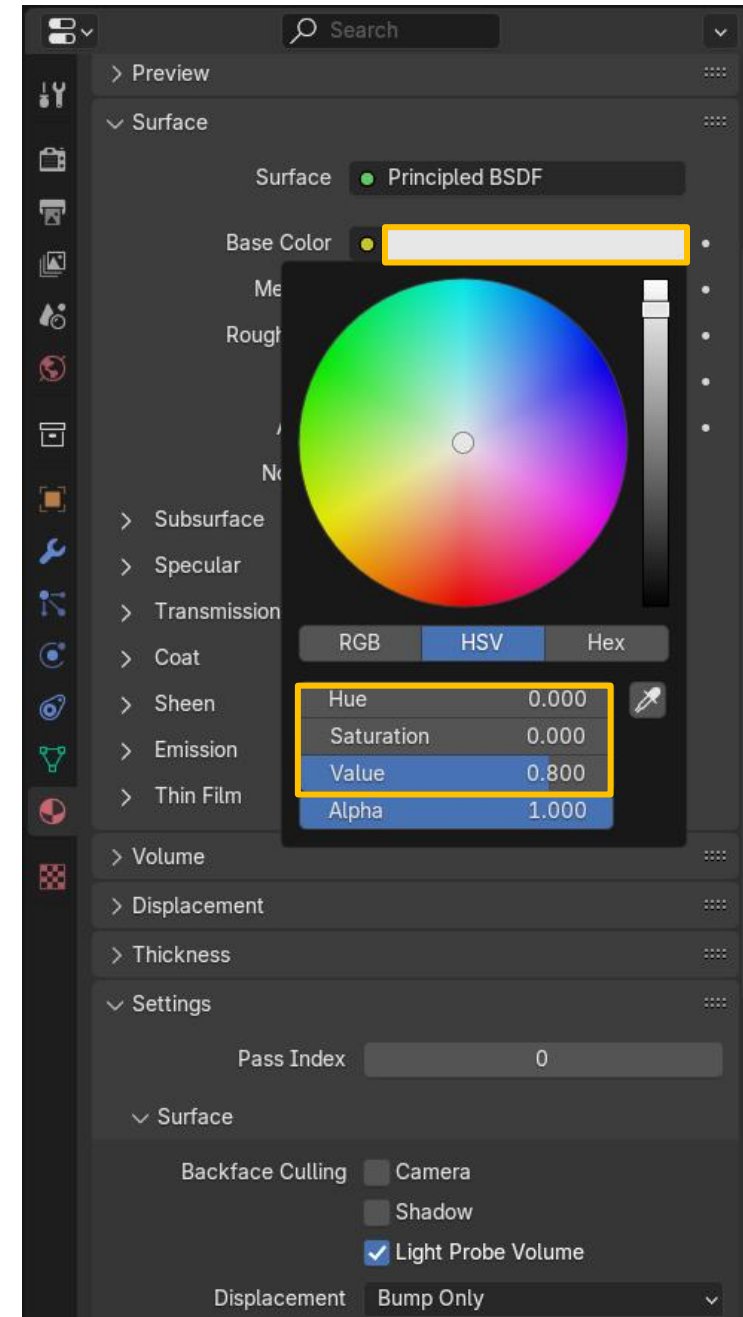 Search
Preview
Surface
Surface Principled BSDF
Base Color
Me
Rough
No
Subsurface
Specular
Transmission
Coat
Sheen
Emission
Thin Film
RGB HSV Hex
Hue 0.000
Saturation 0.000
Value 0.800
Alpha 1.000
Volume
Displacement
Thickness
Settings
Pass Index 0
Surface
Backface Culling Camera
Shadow
Light Probe Volume
Displacement Bump Only